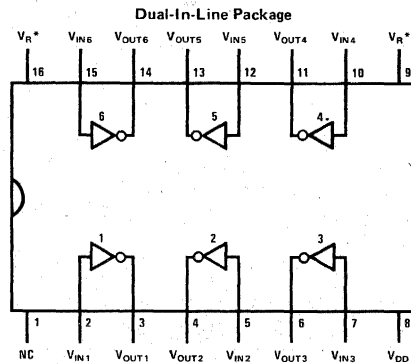 Dual-In-Line Package
VR* VIN6 VOUT6 VOUT5 VIN5 VOUT4 VIN4 VR*
16 15 14 13 12 11 10 9
6 5 4
1 2 3
1 2 3 4 5 6 7 8
NC VIN1 VOUT1 VOUT2 VIN2 VOUT3 VIN3 VDD